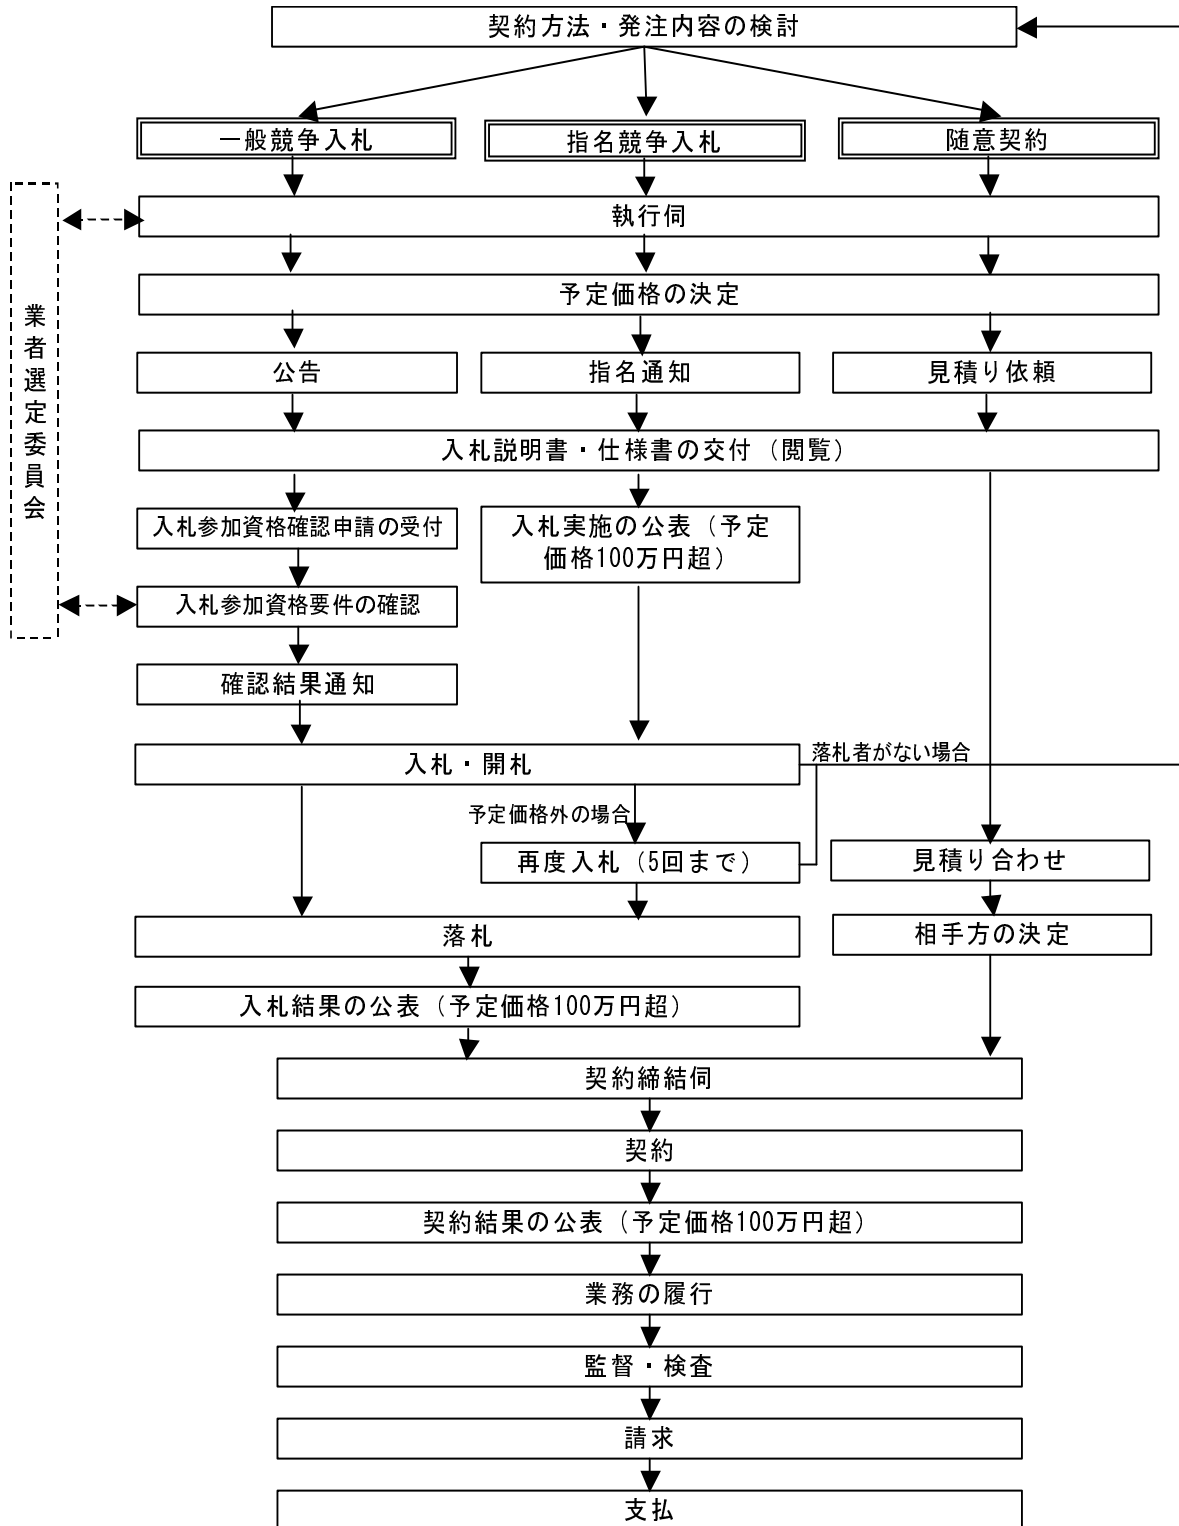 契約方法・発注内容の検討
一般競争入札
指名競争入札
随意契約
執行伺
業者選定委員会
予定価格の決定
公告
指名通知
見積り依頼
入札説明書・仕様書の交付（閲覧）
入札参加資格確認申請の受付
入札実施の公表（予定
価格100万円超）
入札参加資格要件の確認
確認結果通知
入札・開札
落札者がない場合
予定価格外の場合
再度入札（5回まで）
見積り合わせ
落札
相手方の決定
入札結果の公表（予定価格100万円超）
契約締結伺
契約
契約結果の公表（予定価格100万円超）
業務の履行
監督・検査
請求
支払